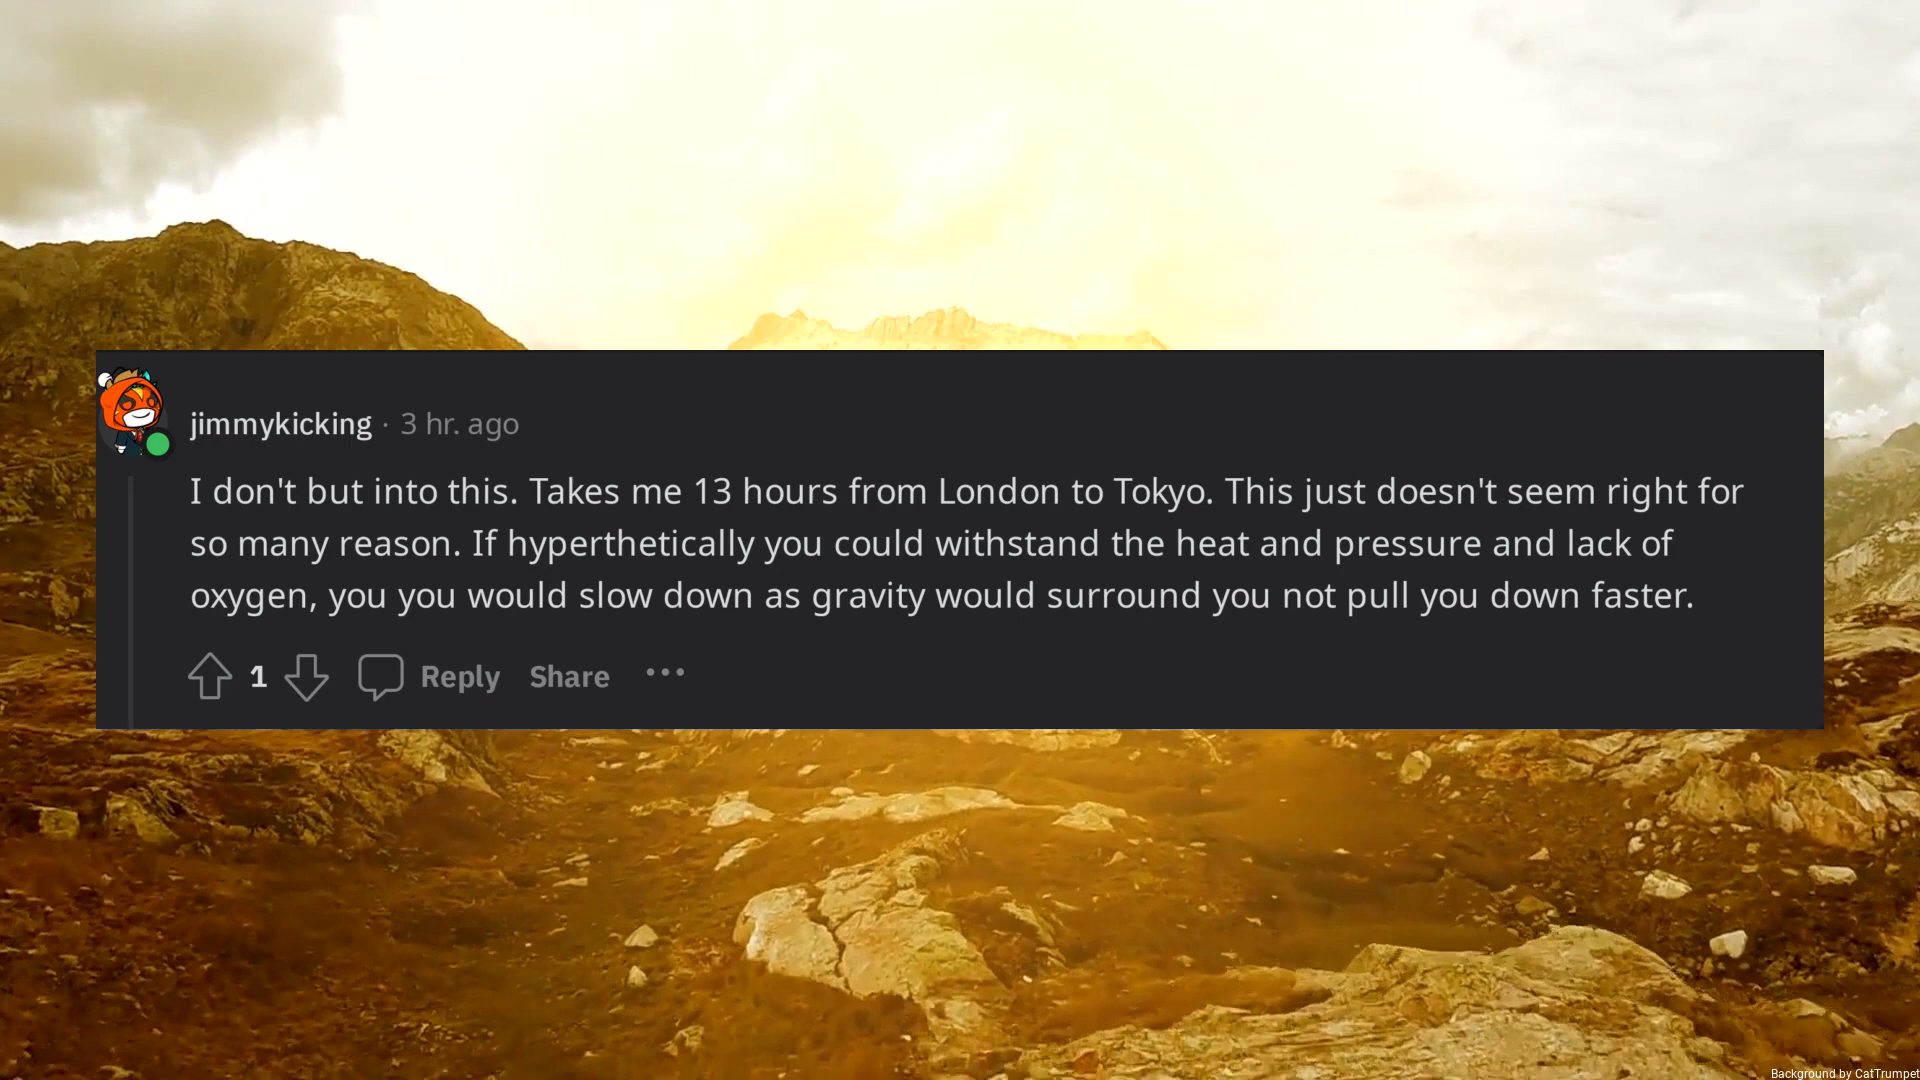 jimmykicking · 3 hr. ago
I don't but into this. Takes me 13 hours from London to Tokyo. This just doesn't seem right for
so many reason. If hyperthetically you could withstand the heat and pressure and lack of
oxygen, you you would slow down as gravity would surround you not pull you down faster.
1 Reply Share ···
Background by CatTrumpet